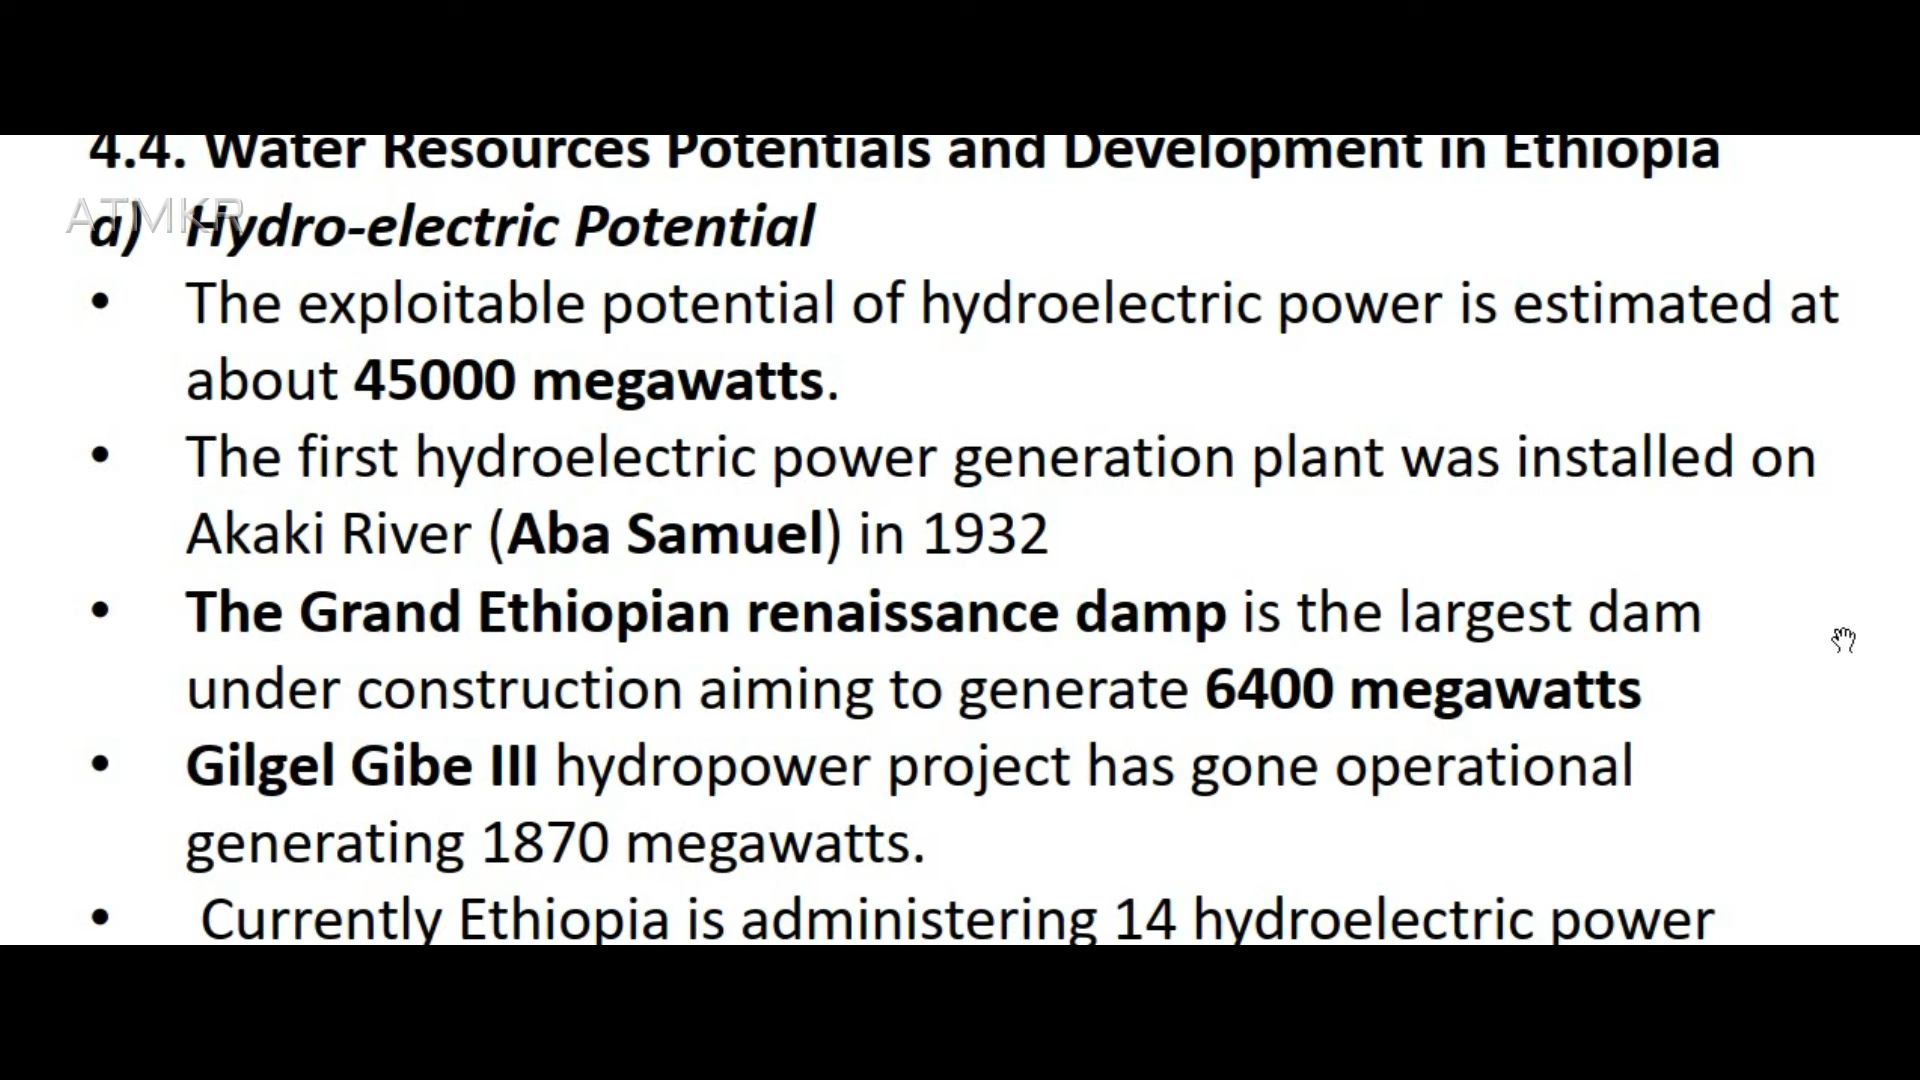 4.4. Water Resources Potentials and Development in Ethiopia
ATMKR
a) Hydro-electric Potential
• The exploitable potential of hydroelectric power is estimated at
about 45000 megawatts.
• The first hydroelectric power generation plant was installed on
Akaki River (Aba Samuel) in 1932
• The Grand Ethiopian renaissance damp is the largest dam
under construction aiming to generate 6400 megawatts
• Gilgel Gibe III hydropower project has gone operational
generating 1870 megawatts.
• Currently Ethiopia is administering 14 hydroelectric power